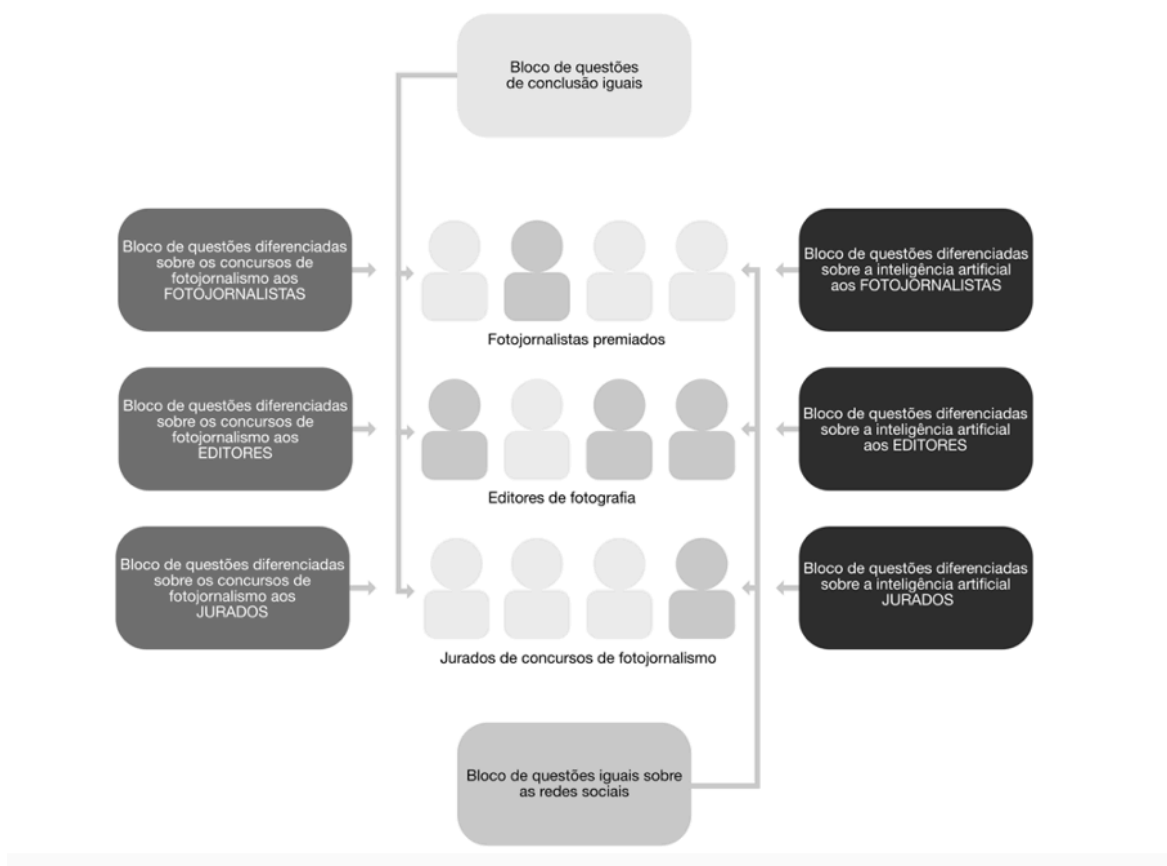 Bloco de questões
de conclusão iguais
Bloco de questões diferenciadas
sobre os concursos de
fotojornalismo aos
FOTOJORNALISTAS
Bloco de questões diferenciadas
sobre a inteligência artificial
aos FOTOJORNALISTAS
Fotojornalistas premiados
Bloco de questões diferenciadas
sobre os concursos de
fotojornalismo aos
EDITORES
Bloco de questões diferenciadas
sobre a inteligência artificial
aos EDITORES
Editores de fotografia
Bloco de questões diferenciadas
sobre os concursos de
fotojornalismo aos
JURADOS
Bloco de questões diferenciadas
sobre a inteligência artificial
JURADOS
Jurados de concursos de fotojornalismo
Bloco de questões iguais sobre
as redes sociais